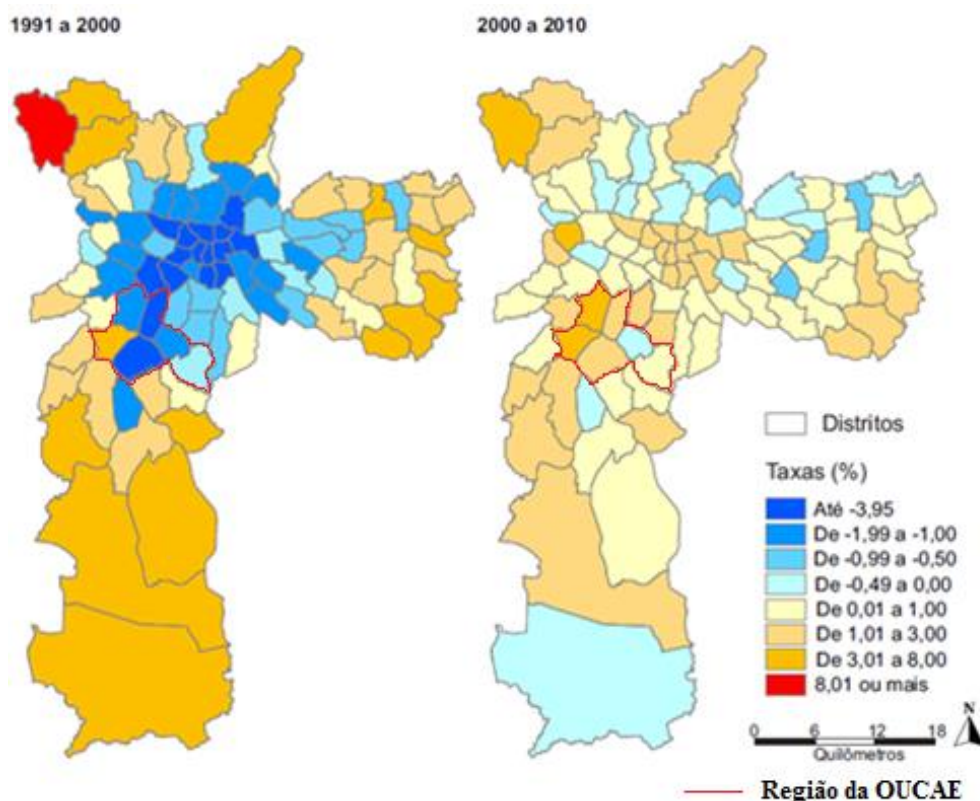 1991 a 2000
2000 a 2010
Distritos
Taxas (%)
Até -3,95
De -1,99 a -1,00
De -0,99 a -0,50
De -0,49 a 0,00
De 0,01 a 1,00
De 1,01 a 3,00
De 3,01 a 8,00
8,01 ou mais
N
0 6 12 18
Quilômetros
Região da OUCAE